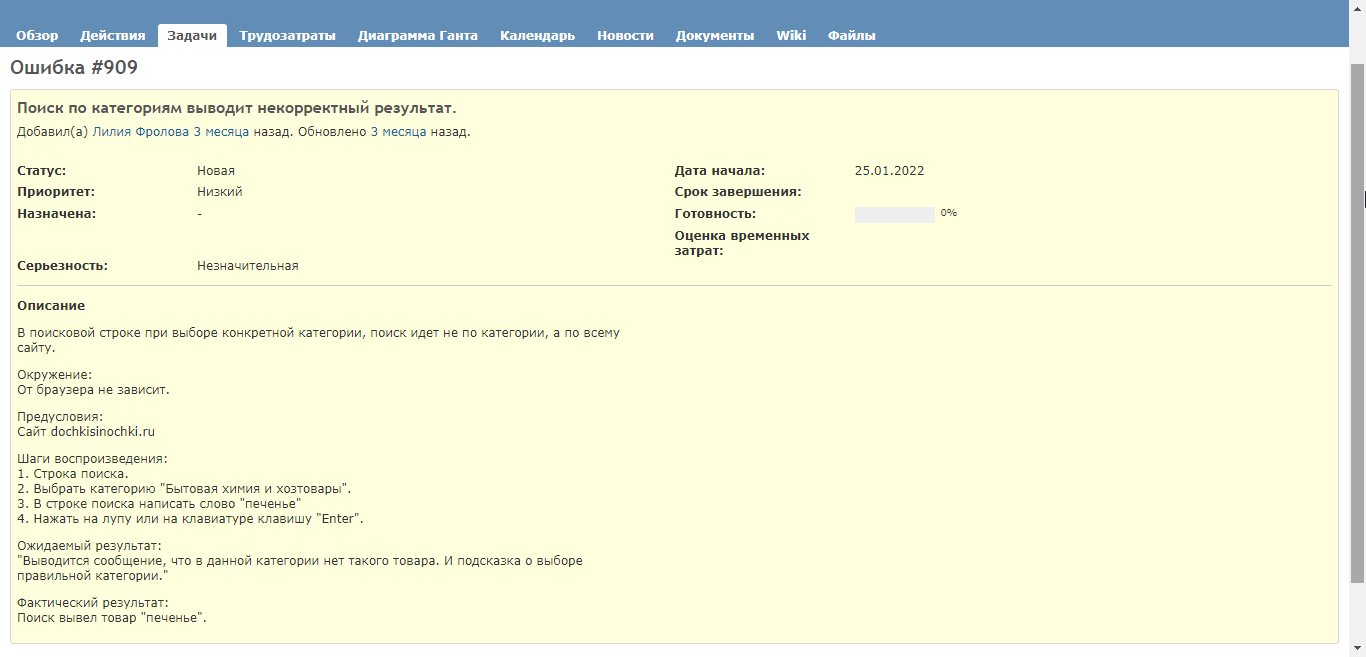 Обзор Действия Задачи Трудозатраты Диаграмма Ганта Календарь Новости Документы Wiki Файлы
Ошибка #909
Поиск по категориям выводит некорректный результат.
Добавил(а) Лилия Фролова 3 месяца назад. Обновлено 3 месяца назад.
Статус: Новая Дата начала: 25.01.2022
Приоритет: Низкий Срок завершения:
Назначена: - Готовность: 0%
Оценка временных
затрат:
Серьезность: Незначительная
Описание
В поисковой строке при выборе конкретной категории, поиск идет не по категории, а по всему
сайту.
Окружение:
От браузера не зависит.
Предусловия:
Сайт dochkisinochki.ru
Шаги воспроизведения:
1. Строка поиска.
2. Выбрать категорию "Бытовая химия и хозтовары".
3. В строке поиска написать слово "печенье"
4. Нажать на лупу или на клавиатуре клавишу "Enter".
Ожидаемый результат:
"Выводится сообщение, что в данной категории нет такого товара. И подсказка о выборе
правильной категории."
Фактический результат:
Поиск вывел товар "печенье".